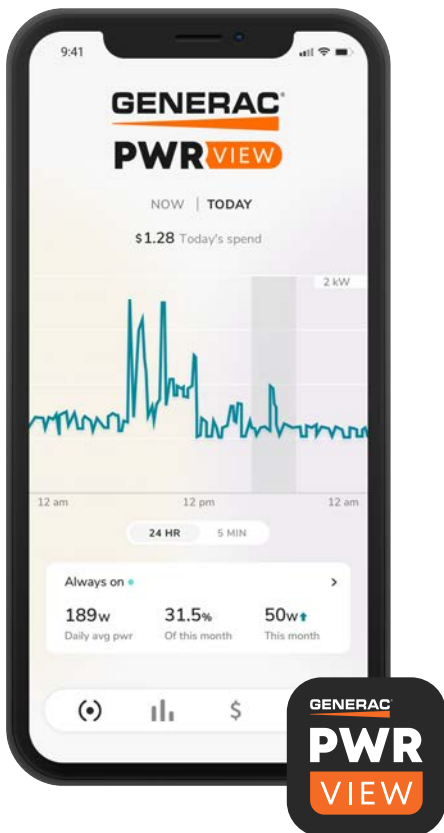 9:41
GENERAC
PWR VIEW
NOW | TODAY
$1.28 Today's spend
2 kW
12 am 12 pm 12 am
24 HR 5 MIN
Always on
189w 31.5% 50w
Daily avg pwr Of this month This month
$
GENERAC
PWR
VIEW